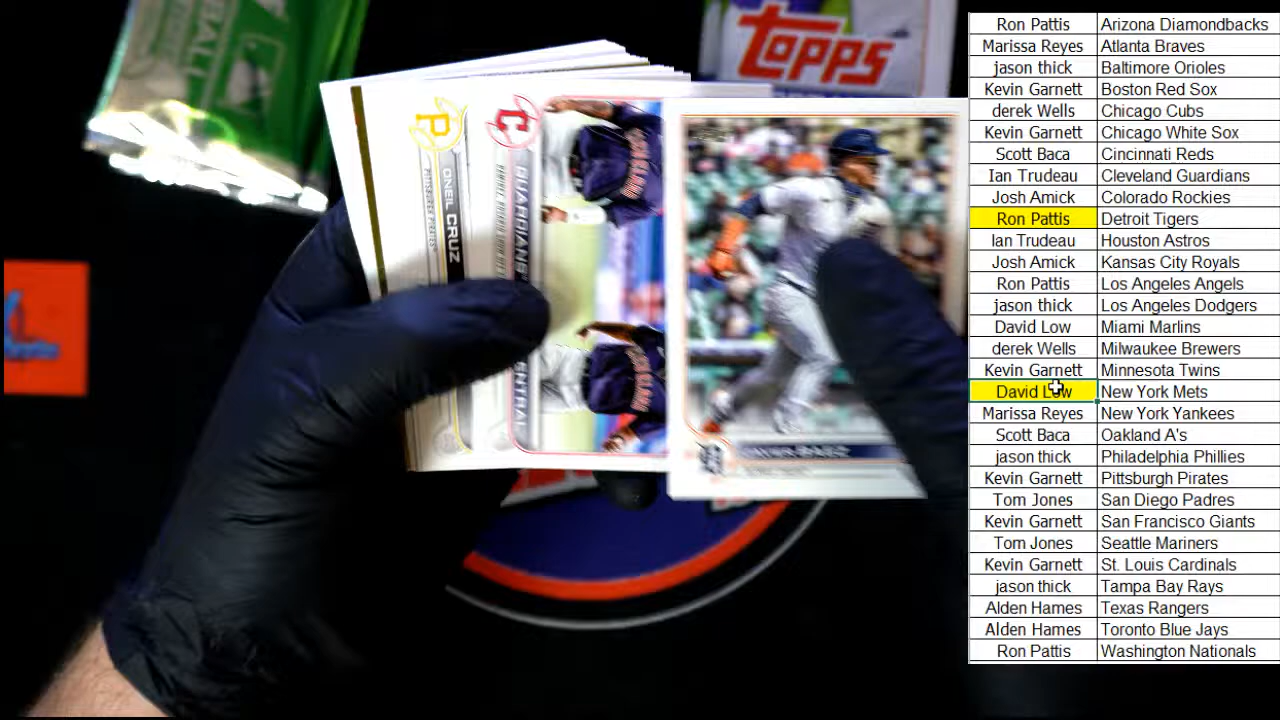 TOPPS
P
ONEIL CRUZ
PITTSBURGH PIRATES
C
GUARDIANS
Ron Pattis Arizona Diamondbacks
Marissa Reyes Atlanta Braves
jason thick Baltimore Orioles
Kevin Garnett Boston Red Sox
derek Wells Chicago Cubs
Kevin Garnett Chicago White Sox
Scott Baca Cincinnati Reds
Ian Trudeau Cleveland Guardians
Josh Amick Colorado Rockies
Ron Pattis Detroit Tigers
Ian Trudeau Houston Astros
Josh Amick Kansas City Royals
Ron Pattis Los Angeles Angels
jason thick Los Angeles Dodgers
David Low Miami Marlins
derek Wells Milwaukee Brewers
Kevin Garnett Minnesota Twins
David Low New York Mets
Marissa Reyes New York Yankees
Scott Baca Oakland A's
jason thick Philadelphia Phillies
Kevin Garnett Pittsburgh Pirates
Tom Jones San Diego Padres
Kevin Garnett San Francisco Giants
Tom Jones Seattle Mariners
Kevin Garnett St. Louis Cardinals
jason thick Tampa Bay Rays
Alden Hames Texas Rangers
Alden Hames Toronto Blue Jays
Ron Pattis Washington Nationals